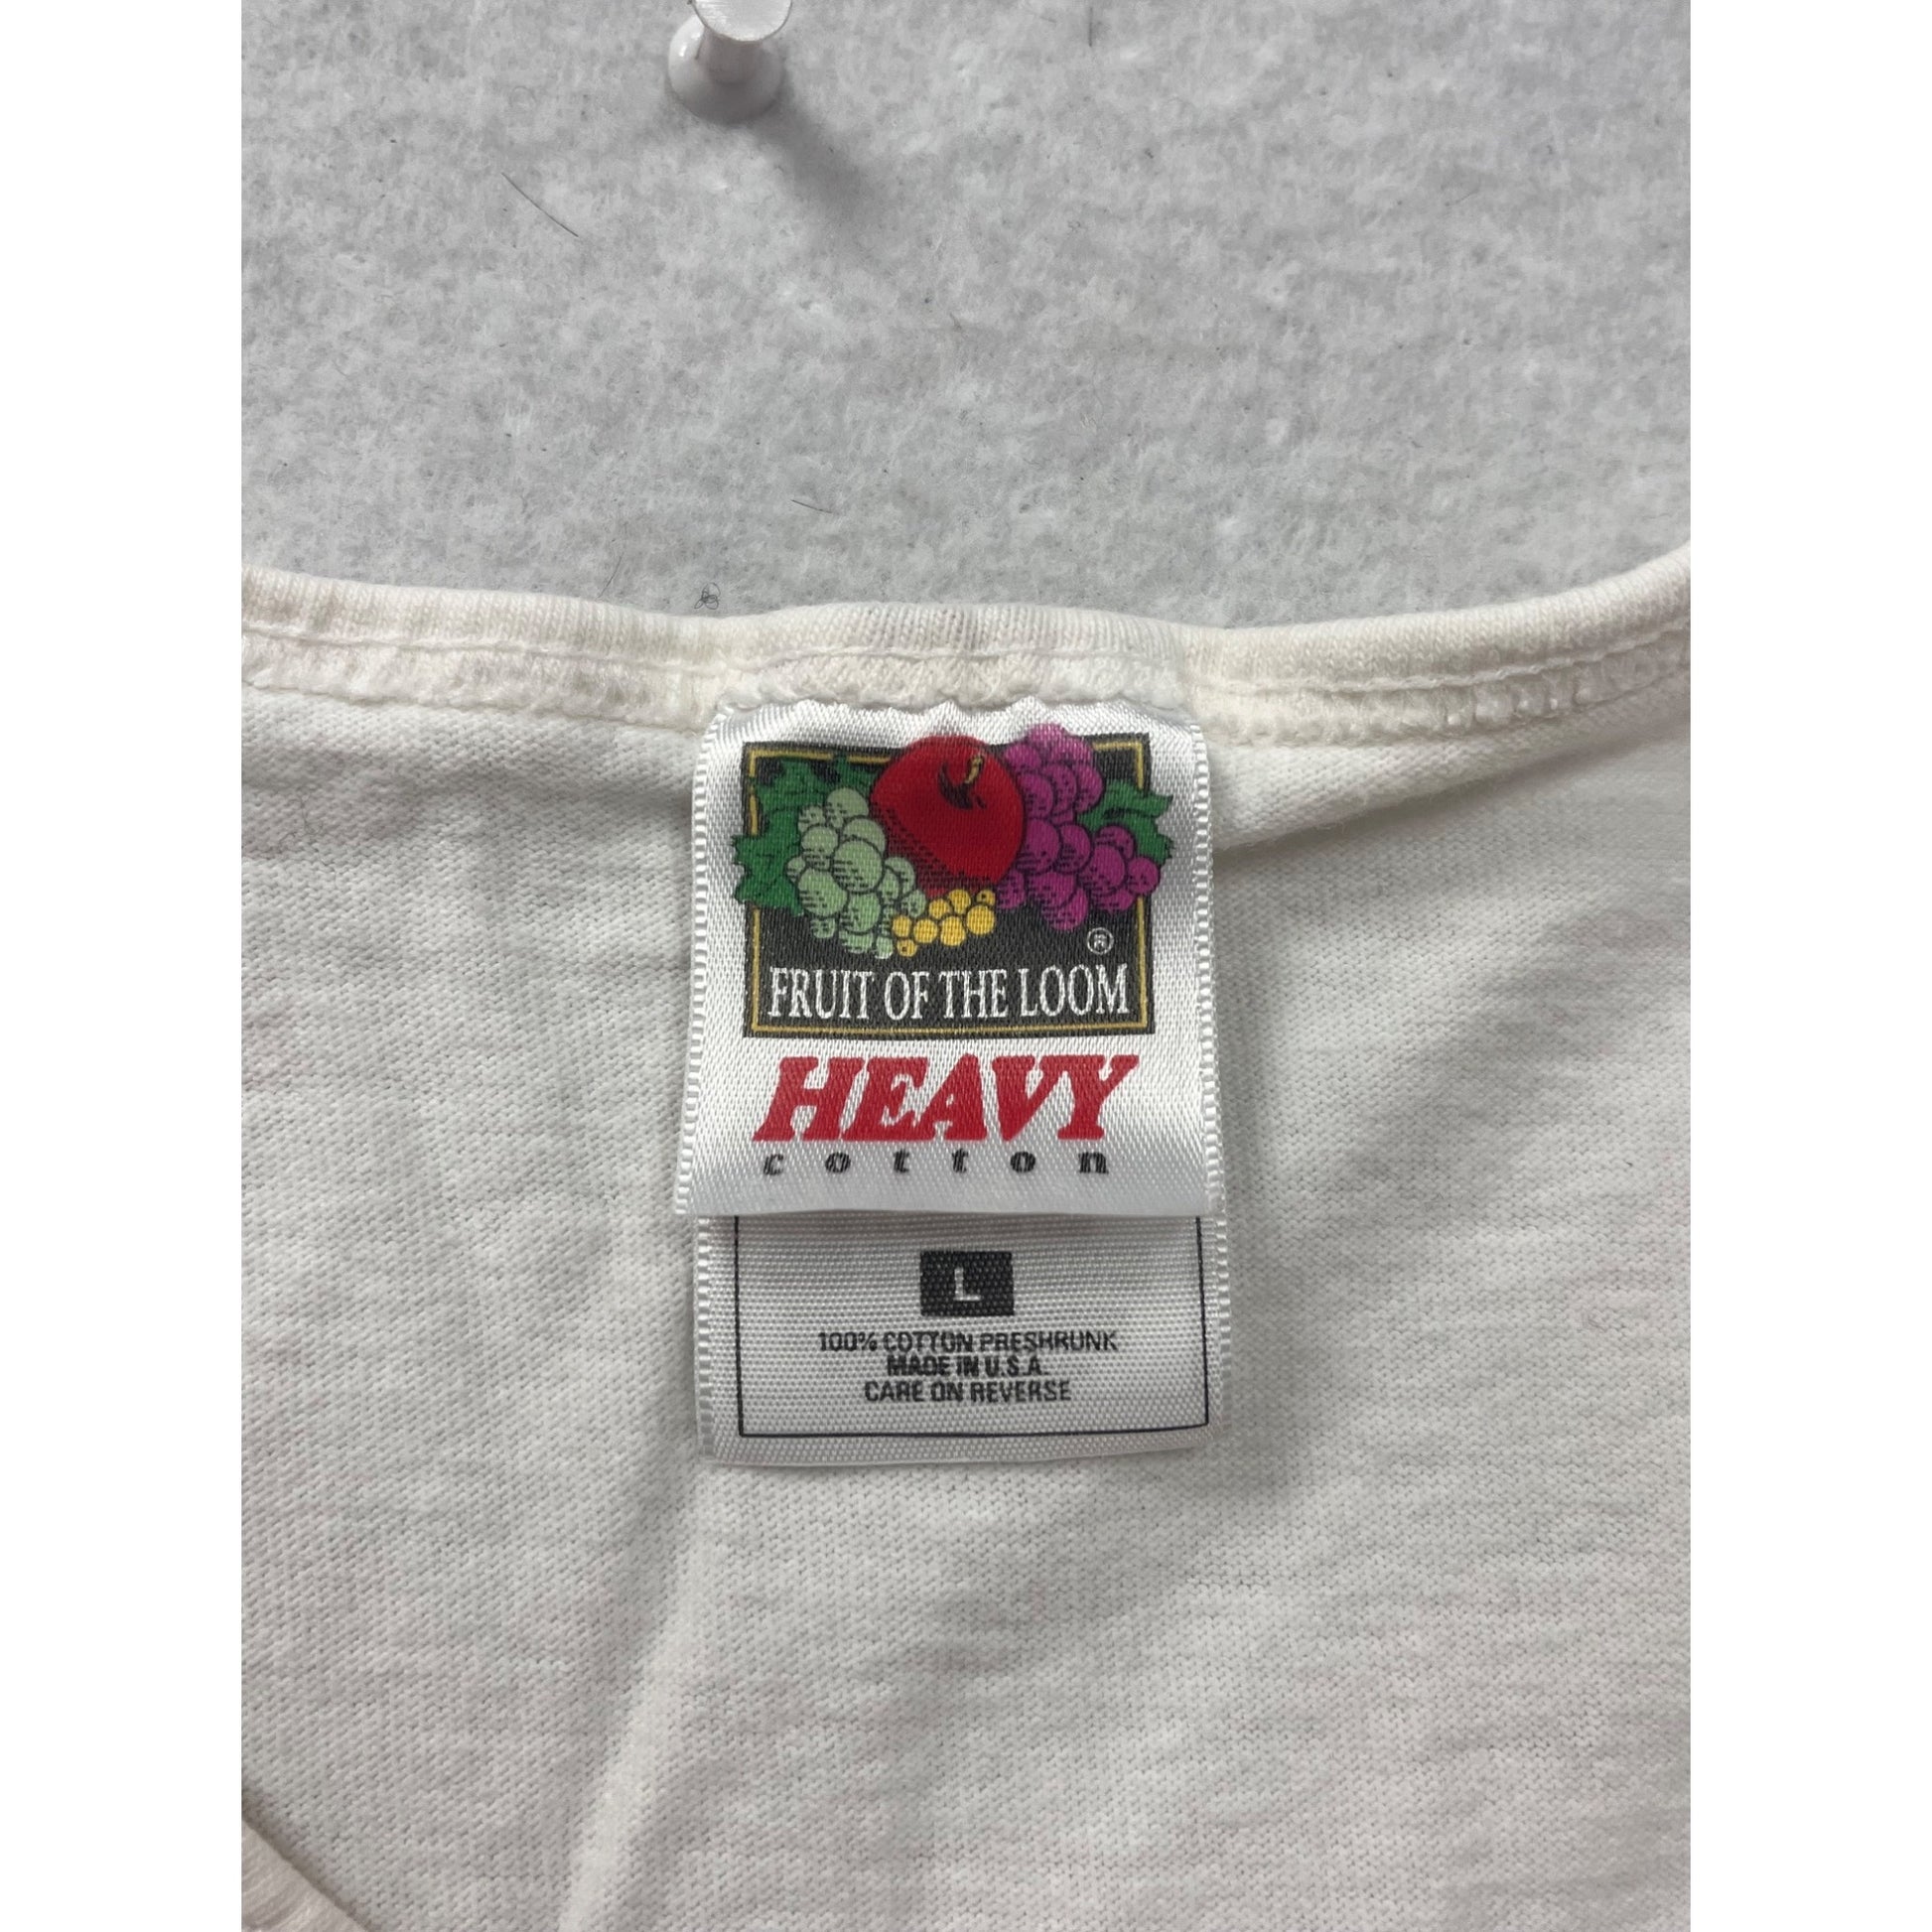 ®
FRUIT OF THE LOOM
HEAVY
cotton
L
100% COTTON PRESHRUNK
MADE IN U.S.A.
CARE ON REVERSE